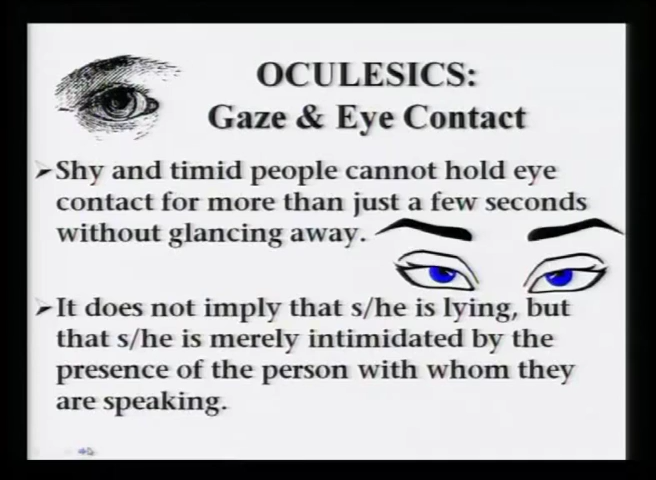 OCULESICS:
Gaze & Eye Contact
Shy and timid people cannot hold eye
contact for more than just a few seconds
without glancing away.
It does not imply that s/he is lying, but
that s/he is merely intimidated by the
presence of the person with whom they
are speaking.